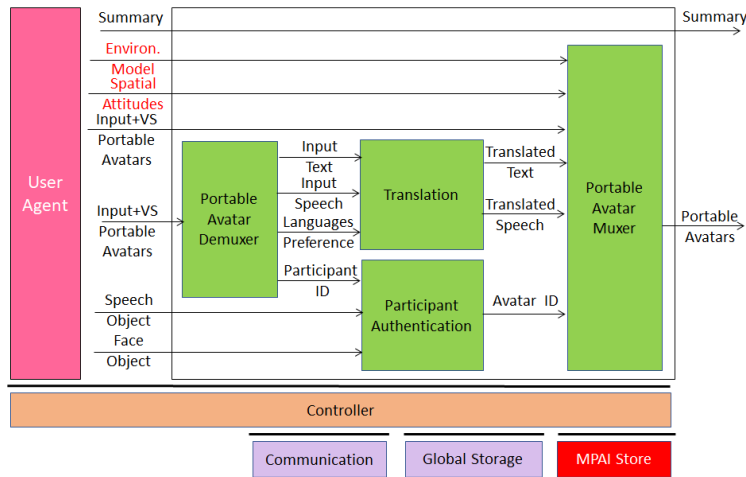 Summary
Summary
Environ.
Model
Spatial
Attitudes
Input+VS
Portable
Avatars
User
Agent
Input+VS
Portable
Avatars
Portable
Avatar
Demuxer
Input
Text
Input
Speech
Languages
Preference
Translation
Translated
Text
Translated
Speech
Portable
Avatar
Muxer
Portable
Avatars
Participant
ID
Speech
Object
Face
Object
Participant
Authentication
Avatar ID
Controller
Communication
Global Storage
MPAI Store